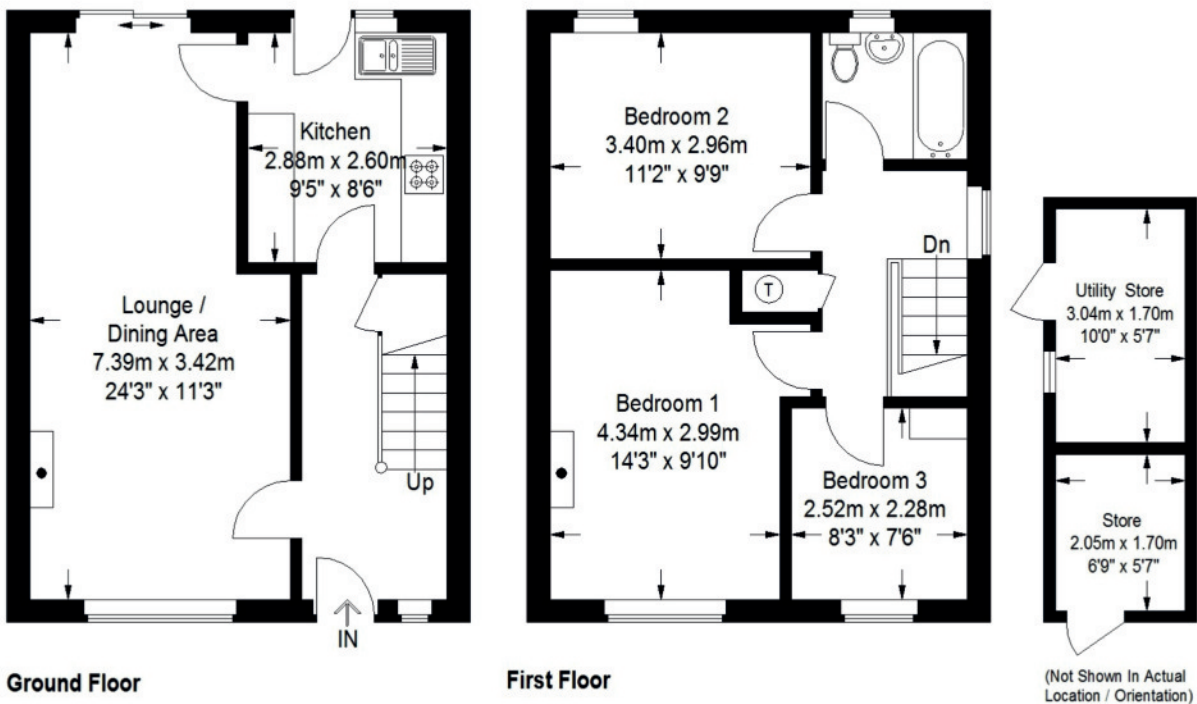 Kitchen
2.88m x 2.60m
9'5" x 8'6"
Lounge /
Dining Area
7.39m x 3.42m
24'3" x 11'3"
Up
IN
Ground Floor
Bedroom 2
3.40m x 2.96m
11'2" x 9'9"
Dn
T
Bedroom 1
4.34m x 2.99m
14'3" x 9'10"
Bedroom 3
2.52m x 2.28m
8'3" x 7'6"
First Floor
Utility Store
3.04m x 1.70m
10'0" x 5'7"
Store
2.05m x 1.70m
6'9" x 5'7"
(Not Shown In Actual
Location / Orientation)